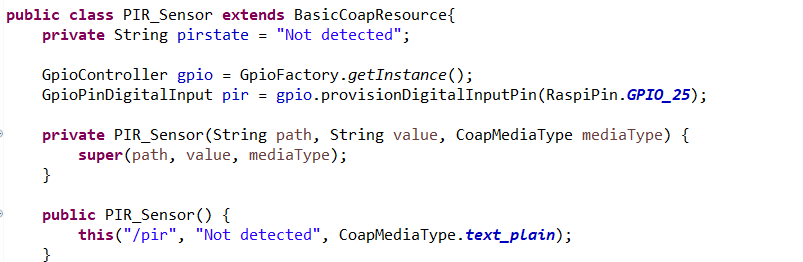 public class PIR_Sensor extends BasicCoapResource{
    private String pirstate = "Not detected";
    GpioController gpio = GpioFactory.getInstance();
    GpioPinDigitalInput pir = gpio.provisionDigitalInputPin(RaspiPin.GPIO_25);
    private PIR_Sensor(String path, String value, CoapMediaType mediaType) {
        super(path, value, mediaType);
    }
    public PIR_Sensor() {
        this("/pir", "Not detected", CoapMediaType.text_plain);
    }